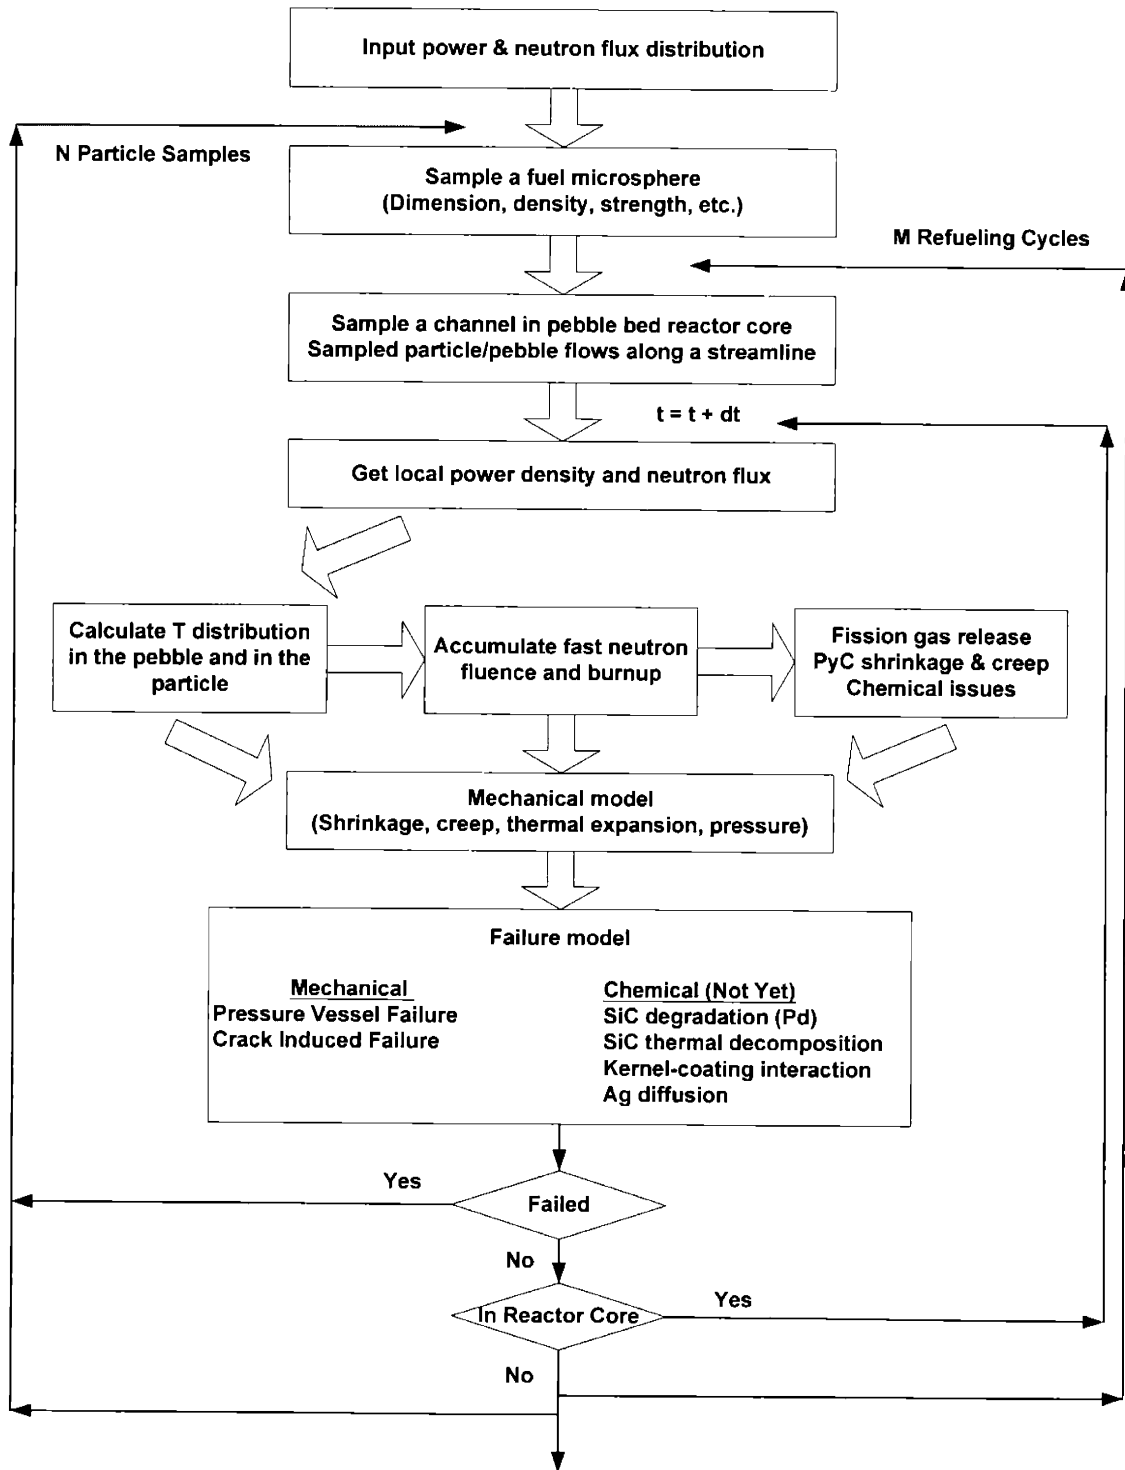 Input power & neutron flux distribution
N Particle Samples
Sample a fuel microsphere
(Dimension, density, strength, etc.)
M Refueling Cycles
Sample a channel in pebble bed reactor core
Sampled particle/pebble flows along a streamline
t = t + dt
Get local power density and neutron flux
Calculate T distribution
in the pebble and in the
particle
Accumulate fast neutron
fluence and burnup
Fission gas release
PyC shrinkage & creep
Chemical issues
Mechanical model
(Shrinkage, creep, thermal expansion, pressure)
Failure model
Mechanical
Pressure Vessel Failure
Crack Induced Failure
Chemical (Not Yet)
SiC degradation (Pd)
SiC thermal decomposition
Kernel-coating interaction
Ag diffusion
Yes
Failed
No
In Reactor Core
Yes
No